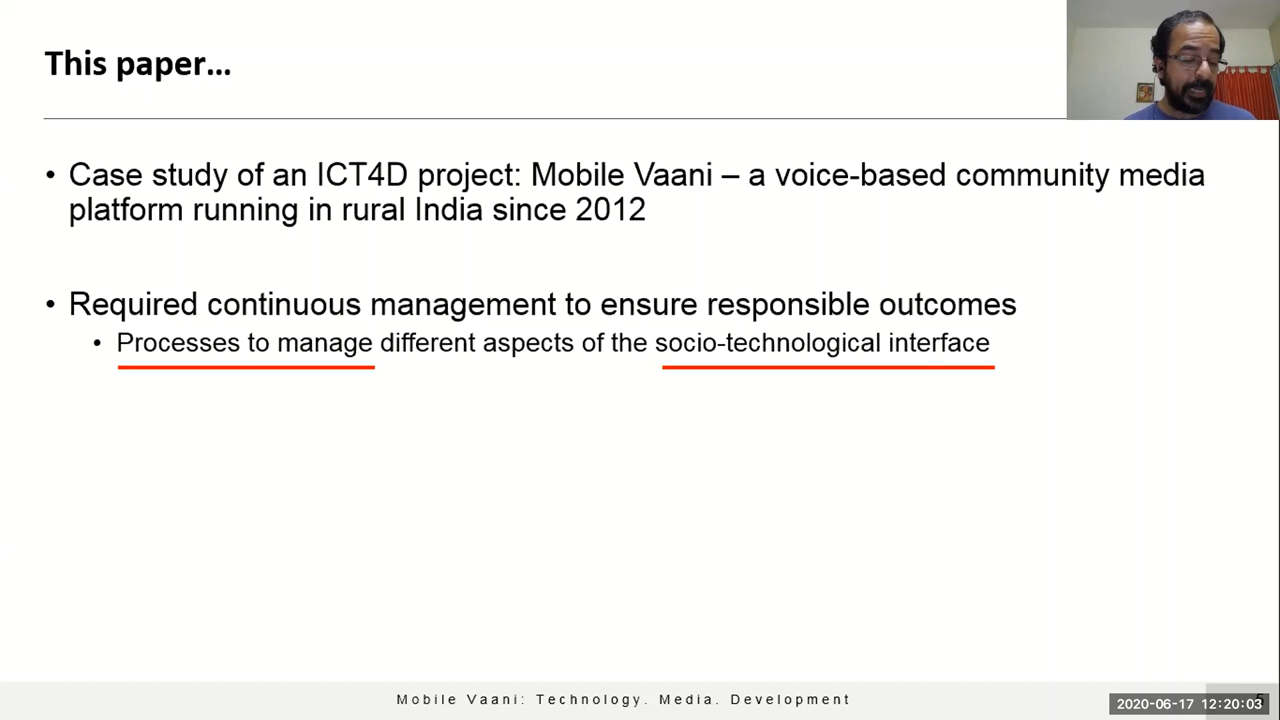 This paper...
• Case study of an ICT4D project: Mobile Vaani – a voice-based community media
platform running in rural India since 2012
• Required continuous management to ensure responsible outcomes
• Processes to manage different aspects of the socio-technological interface
Mobile Vaani: Technology. Media. Development
5
2020-06-17 12:20:03